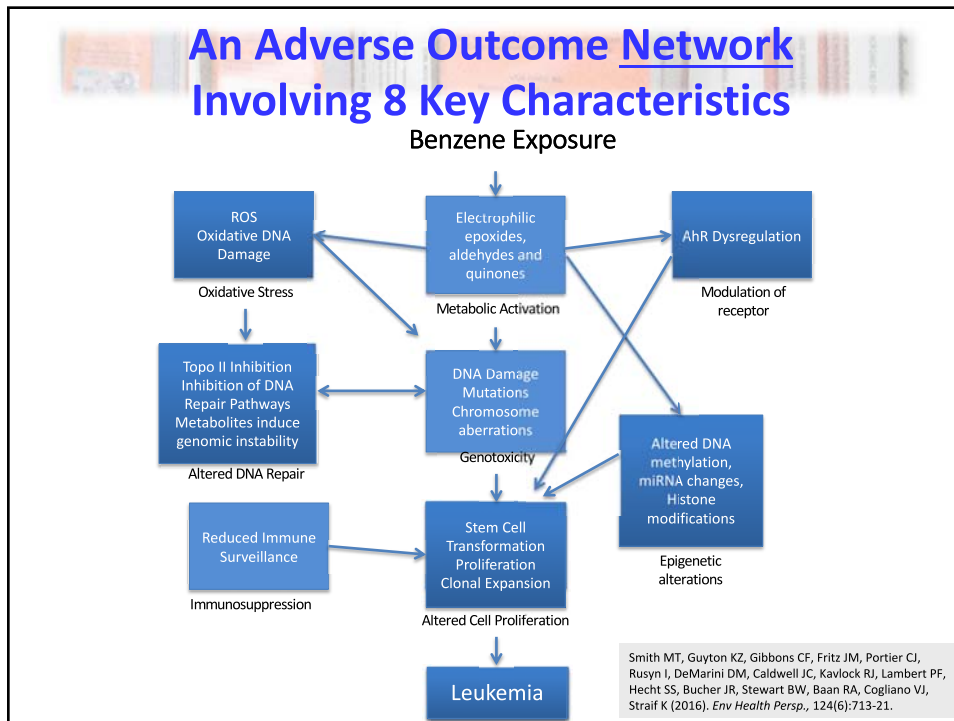 An Adverse Outcome Network
Involving 8 Key Characteristics
Benzene Exposure
ROS
Oxidative DNA
Damage
Oxidative Stress
Electrophilic
epoxides,
aldehydes and
quinones
Metabolic Activation
AhR Dysregulation
Modulation of
receptor
Topo II Inhibition
Inhibition of DNA
Repair Pathways
Metabolites induce
genomic instability
Altered DNA Repair
DNA Damage
Mutations
Chromosome
aberrations
Genotoxicity
Altered DNA
methylation,
miRNA changes,
Histone
modifications
Epigenetic
alterations
Reduced Immune
Surveillance
Immunosuppression
Stem Cell
Transformation
Proliferation
Clonal Expansion
Altered Cell Proliferation
Leukemia
Smith MT, Guyton KZ, Gibbons CF, Fritz JM, Portier CJ,
Rusyn I, DeMarini DM, Caldwell JC, Kavlock RJ, Lambert PF,
Hecht SS, Bucher JR, Stewart BW, Baan RA, Cogliano VJ,
Straif K (2016). Env Health Persp., 124(6):713-21.